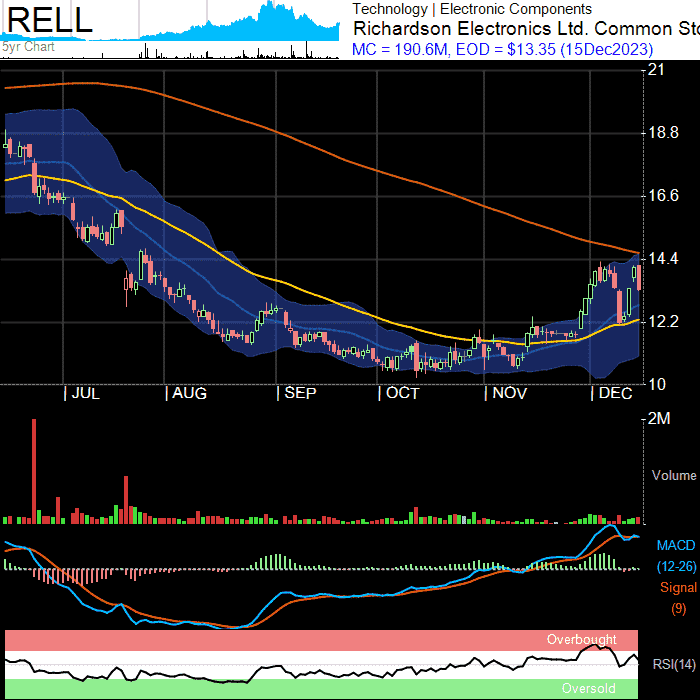 RELL
5yr Chart
Technology | Electronic Components
Richardson Electronics Ltd. Common Sto
MC = 190.6M, EOD = $13.35 (15Dec2023)
21
18.8
16.6
14.4
12.2
10
| JUL | AUG | SEP | OCT | NOV | DEC
2M
Volume
MACD
(12-26)
Signal
(9)
Overbought
RSI(14)
Oversold